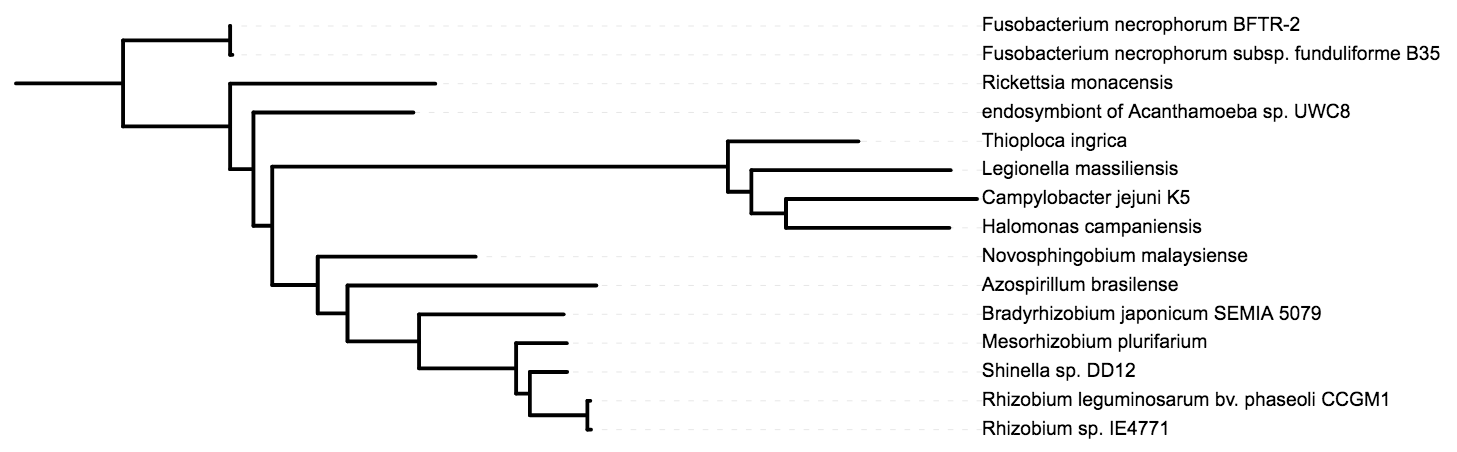 Fusobacterium necrophorum BFTR-2
Fusobacterium necrophorum subsp. funduliforme B35
Rickettsia monacensis
endosymbiont of Acanthamoeba sp. UWC8
Thioploca ingrica
Legionella massiliensis
Campylobacter jejuni K5
Halomonas campaniensis
Novosphingobium malaysiense
Azospirillum brasilense
Bradyrhizobium japonicum SEMIA 5079
Mesorhizobium plurifarium
Shinella sp. DD12
Rhizobium leguminosarum bv. phaseoli CCGM1
Rhizobium sp. IE4771